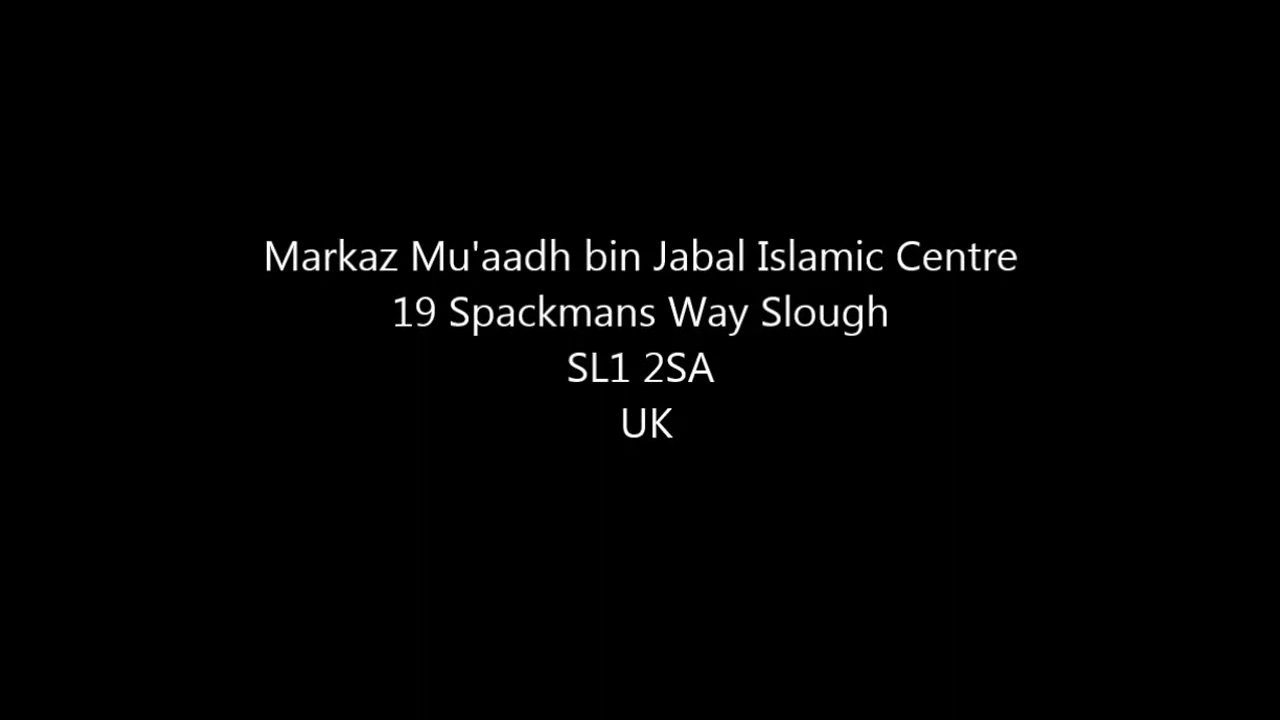 Markaz Mu'aadh bin Jabal Islamic Centre
19 Spackmans Way Slough
SL1 2SA
UK